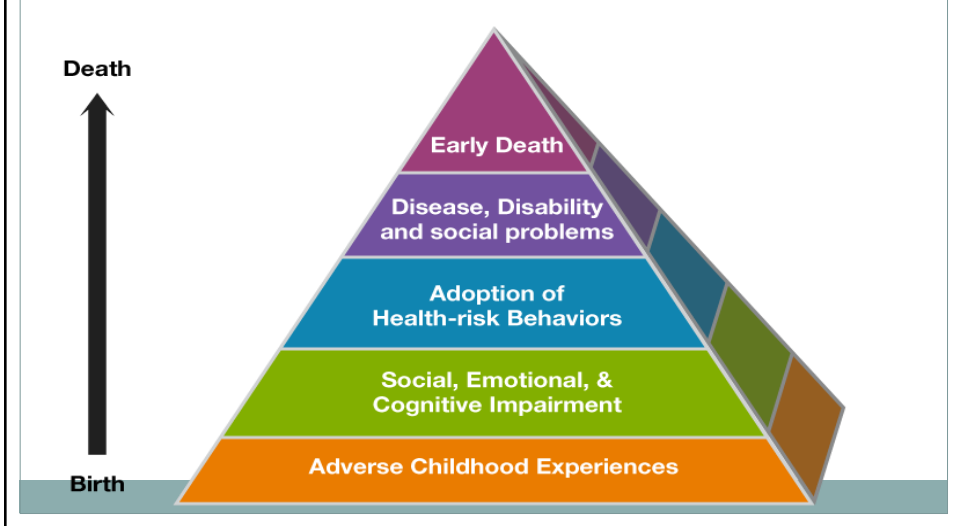 Death
Early Death
Disease, Disability
and social problems
Adoption of
Health-risk Behaviors
Social, Emotional, &
Cognitive Impairment
Adverse Childhood Experiences
Birth